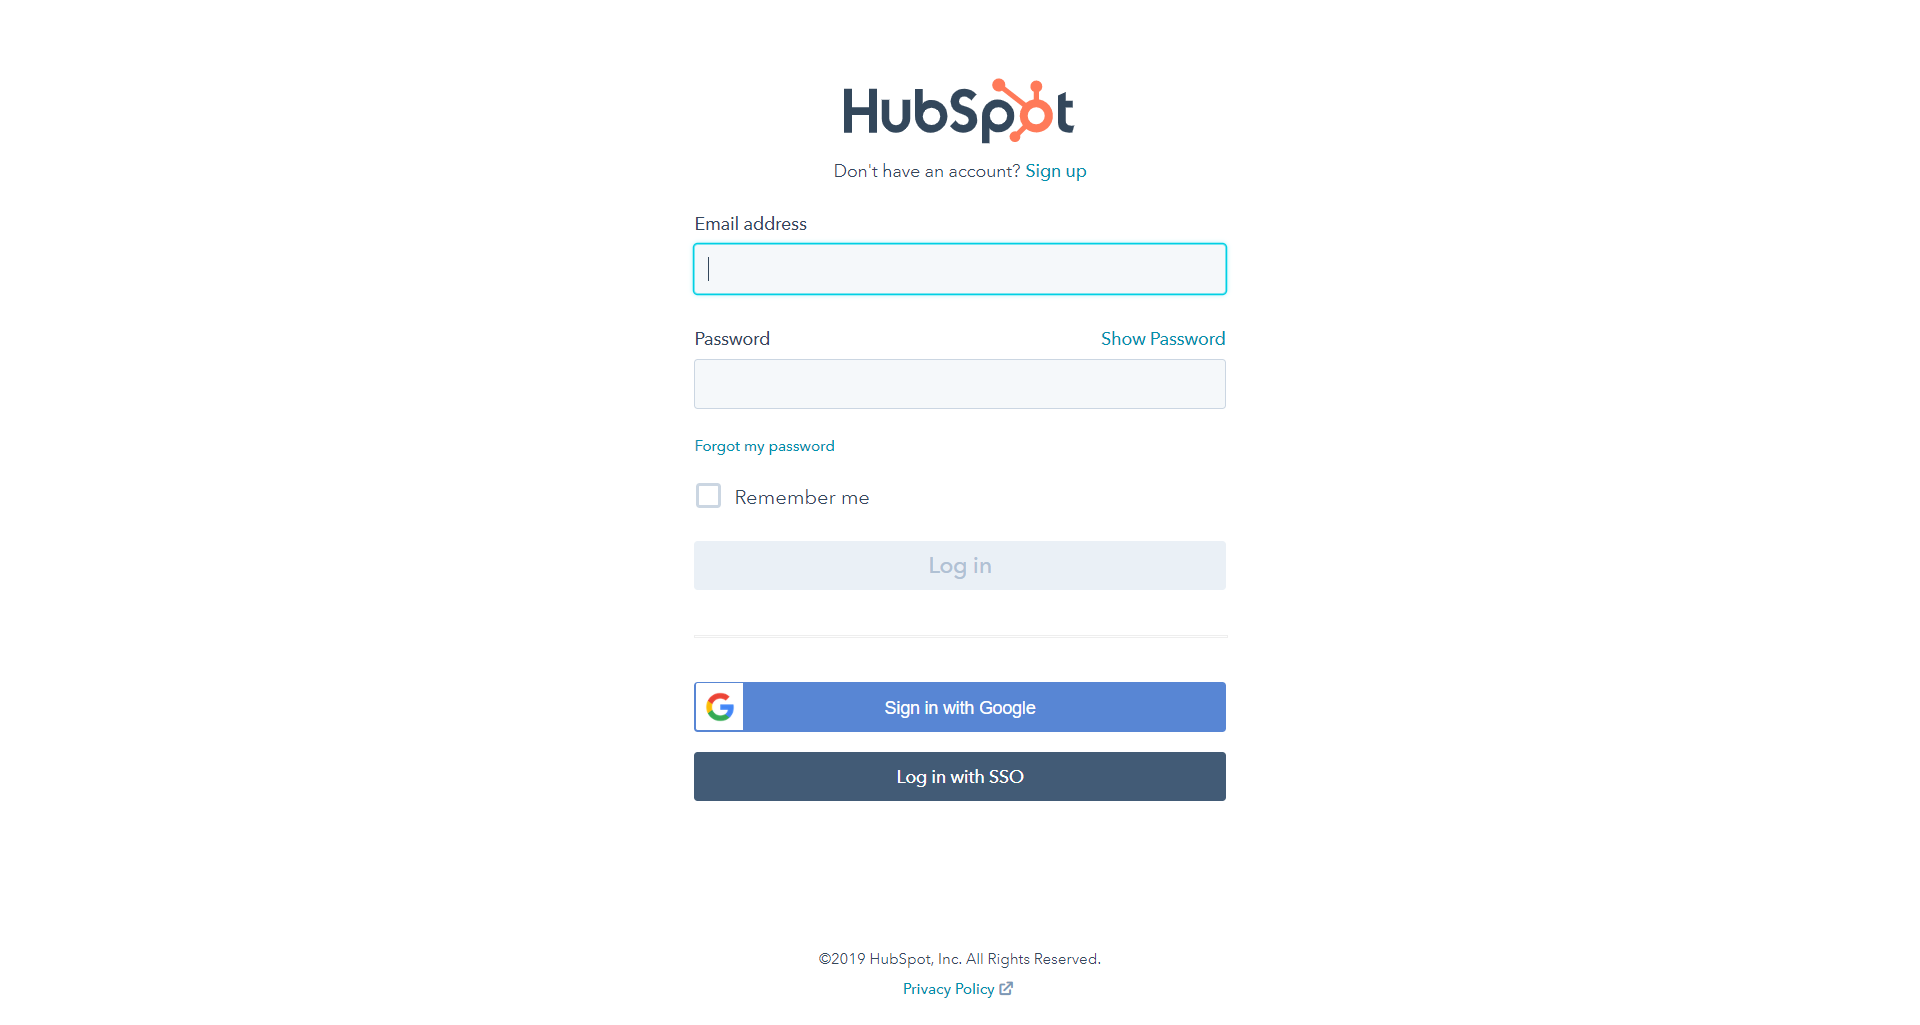 HubSpot
Don't have an account? Sign up
Email address
Password Show Password
Forgot my password
Remember me
Log in
Sign in with Google
Log in with SSO
©2019 HubSpot, Inc. All Rights Reserved.
Privacy Policy